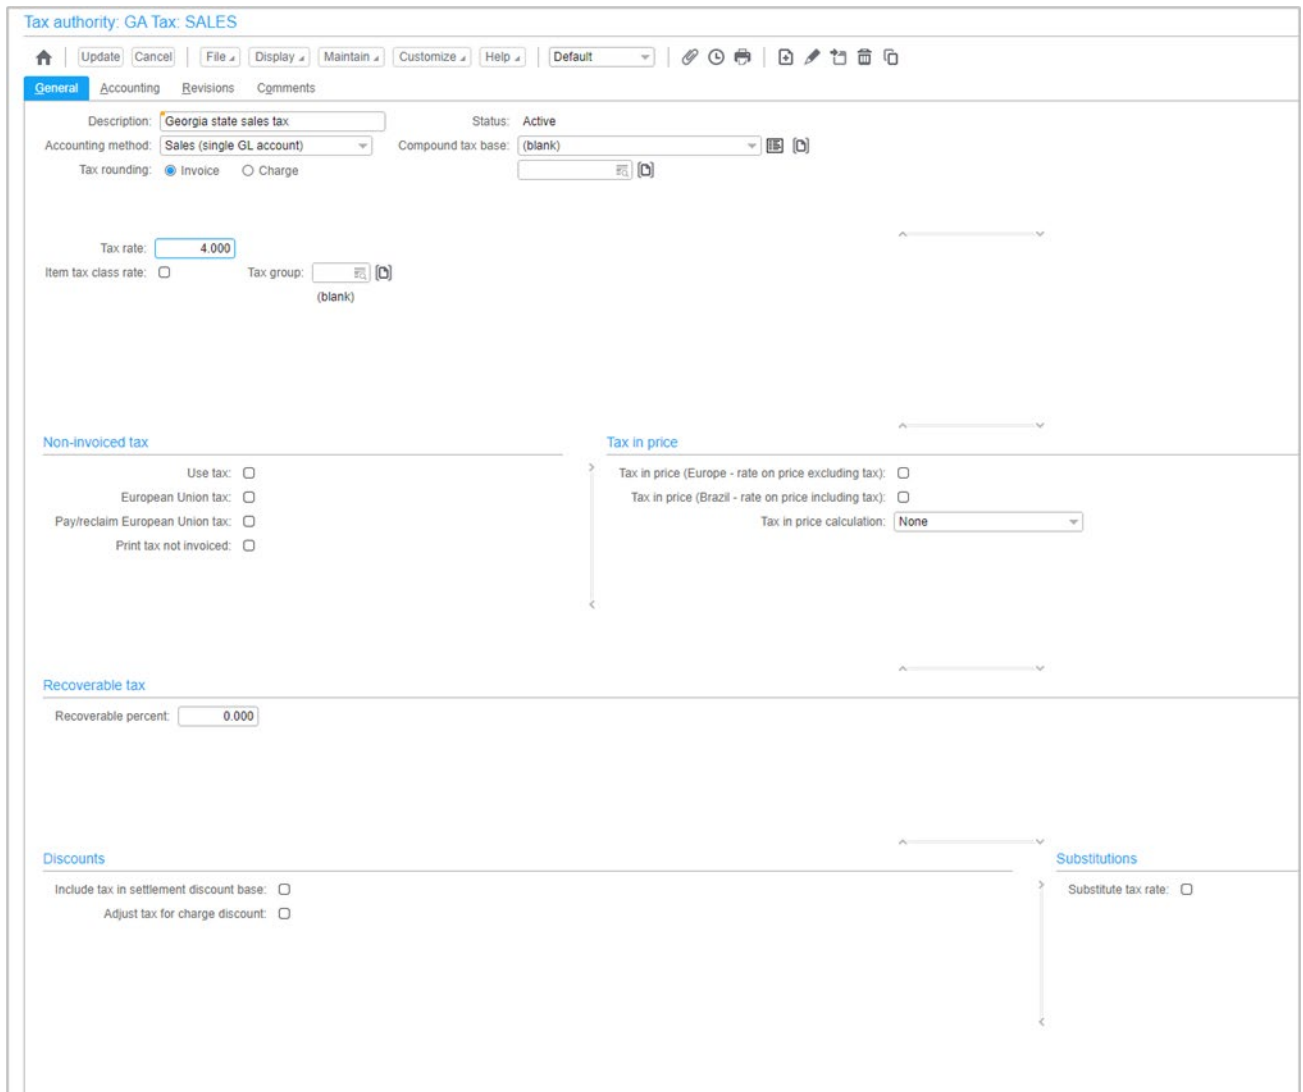 Tax authority: GA Tax: SALES
Update Cancel File Display Maintain Customize Help Default
General Accounting Revisions Comments
Description: Georgia state sales tax Status: Active
Accounting method: Sales (single GL account) Compound tax base: (blank)
Tax rounding: Invoice Charge
Tax rate: 4.000
Item tax class rate: Tax group:
(blank)
Non-invoiced tax Tax in price
Use tax: Tax in price (Europe - rate on price excluding tax):
European Union tax: Tax in price (Brazil - rate on price including tax):
Pay/reclaim European Union tax: Tax in price calculation: None
Print tax not invoiced:
Recoverable tax
Recoverable percent: 0.000
Discounts Substitutions
Include tax in settlement discount base: Substitute tax rate:
Adjust tax for charge discount: